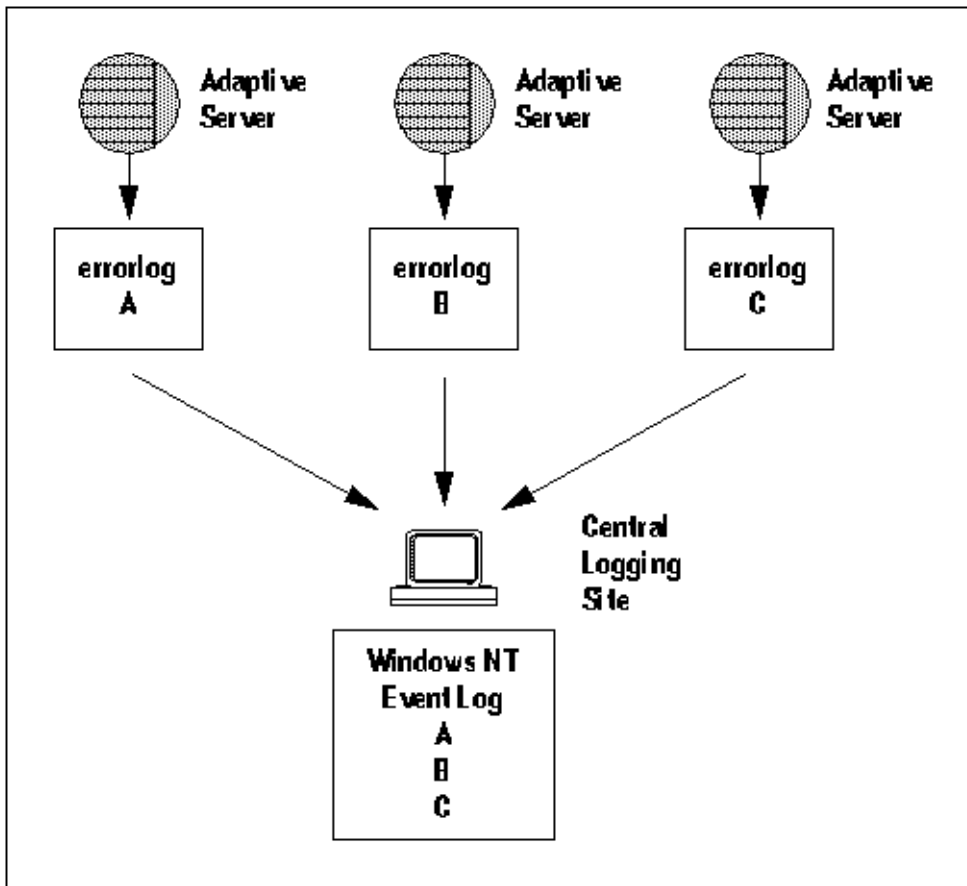 Adaptive
Server
Adaptive
Server
Adaptive
Server
errorlog
A
errorlog
B
errorlog
C
Central
Logging
Site
Windows NT
Event Log
A
B
C